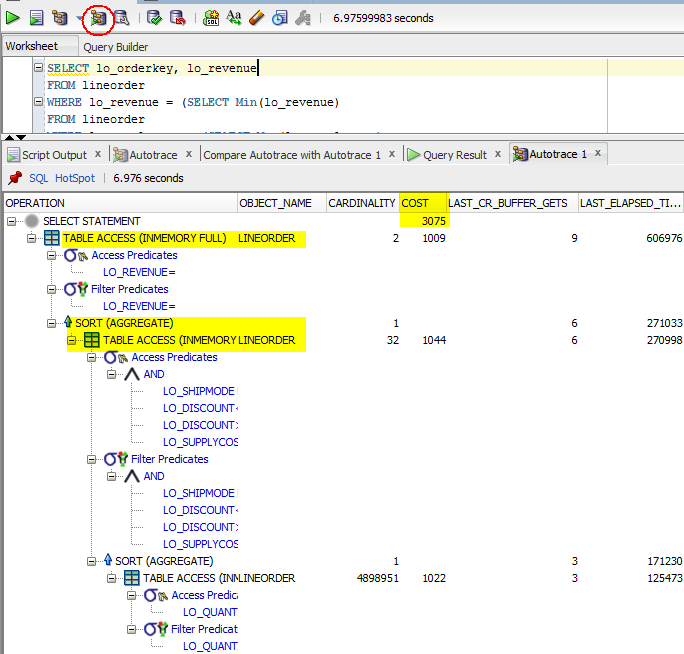 6.97599983 seconds
Worksheet Query Builder
SELECT lo_orderkey, lo_revenue
FROM lineorder
WHERE lo_revenue = (SELECT Min(lo_revenue)
FROM lineorder
Script Output x Autotrace x Compare Autotrace with Autotrace 1 x Query Result x Autotrace 1 x
SQL HotSpot 6.976 seconds
OPERATION OBJECT_NAME CARDINALITY COST LAST_CR_BUFFER_GETS LAST_ELAPSED_TI...
SELECT STATEMENT 3075
TABLE ACCESS (INMEMORY FULL) LINEORDER 2 1009 9 606976
Access Predicates
LO_REVENUE=
Filter Predicates
LO_REVENUE=
SORT (AGGREGATE) 1 6 271033
TABLE ACCESS (INMEMORY LINEORDER 32 1044 6 270998
Access Predicates
AND
LO_SHIPMODE
LO_DISCOUNT<
LO_DISCOUNT>
LO_SUPPLYCOS
Filter Predicates
AND
LO_SHIPMODE
LO_DISCOUNT<
LO_DISCOUNT>
LO_SUPPLYCOS
SORT (AGGREGATE) 1 3 171230
TABLE ACCESS (IN LINEORDER 4898951 1022 3 125473
Access Predica
LO_QUANT
Filter Predicat
LO_QUANT